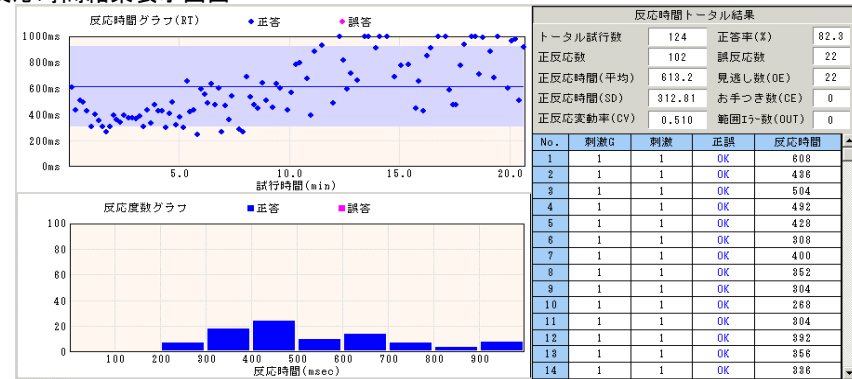 反応時間グラフ(RT) ◆正答 ◆誤答
1000ms
800ms
600ms
400ms
200ms
0ms
5.0 10.0 15.0 20.0
試行時間(min)
反応度数グラフ ■正答 ■誤答
100
80
60
40
20
0
100 200 300 400 500 600 700 800 900
反応時間(msec)
反応時間トータル結果
トータル試行数 124 正答率(%) 82.3
正反応数 102 誤反応数 22
正反応時間(平均) 613.2 見逃し数(OE) 22
正反応時間(SD) 312.81 お手つき数(CE) 0
正反応変動率(CV) 0.510 範囲エラー数(OUT) 0
No. 刺激G 刺激 正誤 反応時間
1 1 1 OK 608
2 1 1 OK 436
3 1 1 OK 504
4 1 1 OK 492
5 1 1 OK 428
6 1 1 OK 308
7 1 1 OK 400
8 1 1 OK 352
9 1 1 OK 304
10 1 1 OK 268
11 1 1 OK 304
12 1 1 OK 392
13 1 1 OK 356
14 1 1 OK 336